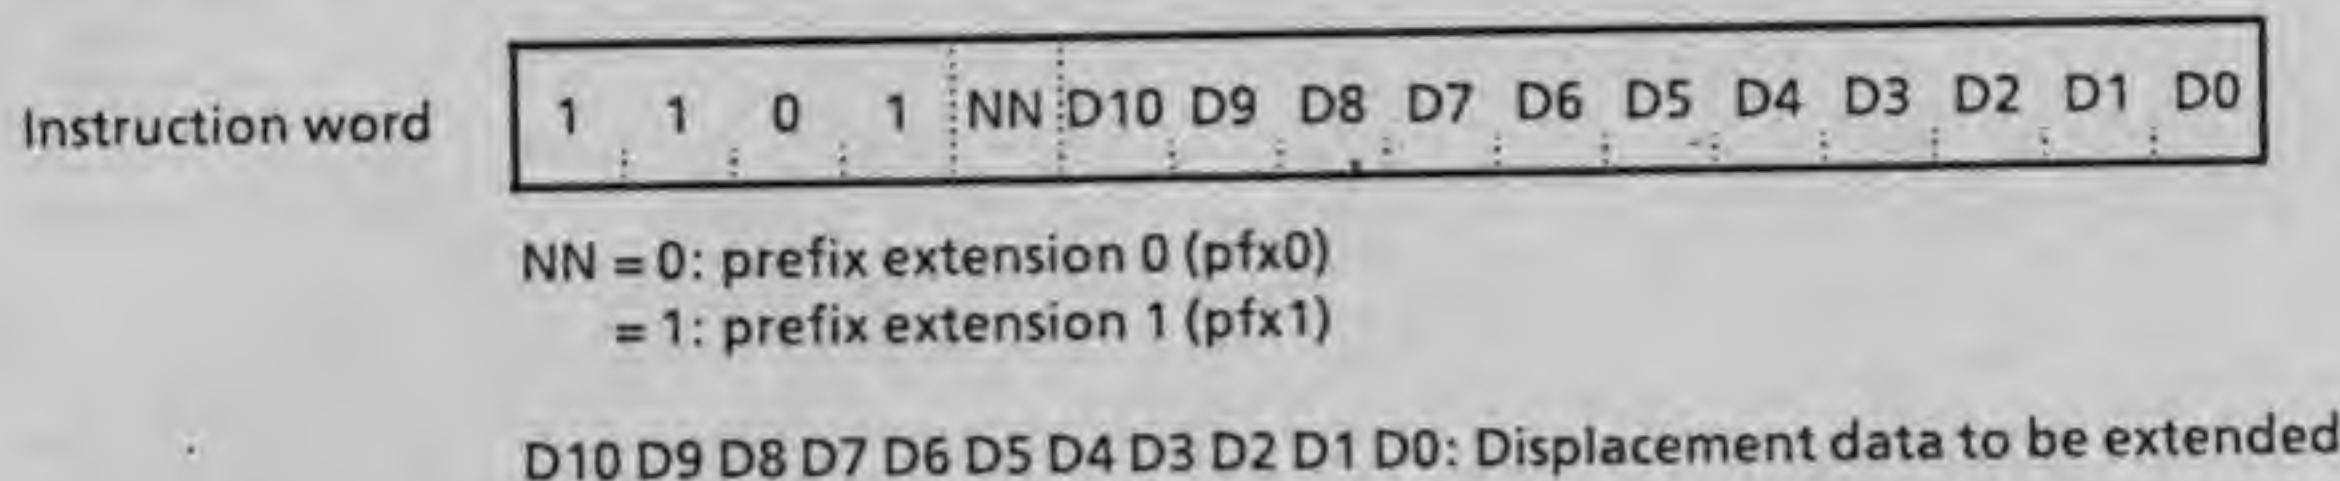 Instruction word 1 1 0 1 NN D10 D9 D8 D7 D6 D5 D4 D3 D2 D1 D0
NN = 0: prefix extension 0 (pfx0)
= 1: prefix extension 1 (pfx1)
D10 D9 D8 D7 D6 D5 D4 D3 D2 D1 D0: Displacement data to be extended